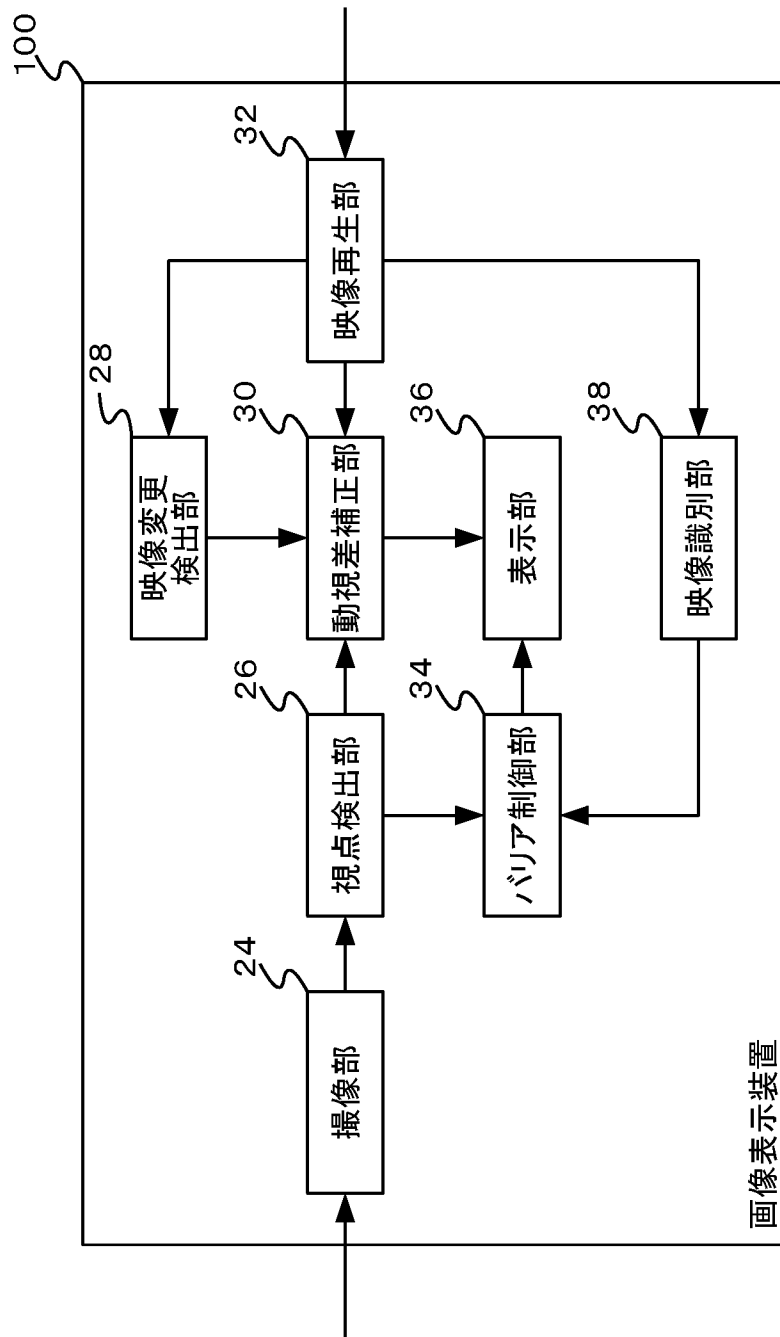 100
28
映像変更
検出部
24
撮像部
26
視点検出部
30
動視差補正部
32
映像再生部
34
バリア制御部
36
表示部
38
映像識別部
画像表示装置